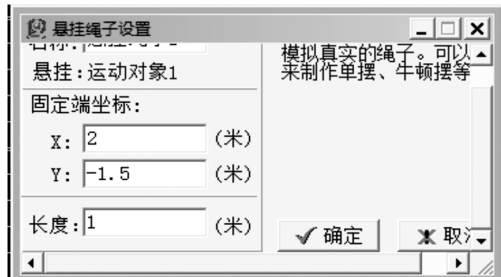 悬挂绳子设置
悬挂:运动对象1
固定端坐标:
X: 2 (米)
Y: -1.5 (米)
长度: 1 (米)
模拟真实的绳子。可以
来制作单摆、牛顿摆等
确定
取